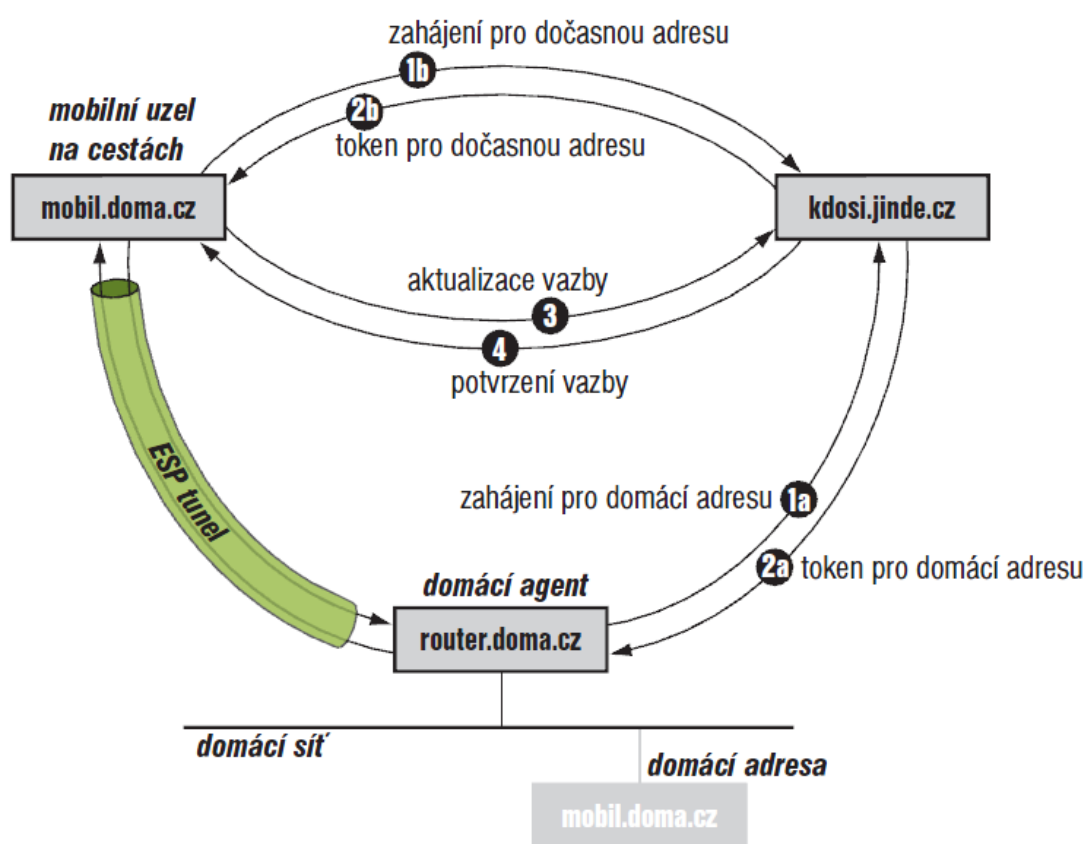 zahájení pro dočasnou adresu
1b
mobilní uzel
na cestách
2b
token pro dočasnou adresu
mobil.doma.cz
kdosi.jinde.cz
aktualizace vazby
3
4
potvrzení vazby
ESP tunel
zahájení pro domácí adresu 1a
2a token pro domácí adresu
domácí agent
router.doma.cz
domácí síť
domácí adresa
mobil.doma.cz